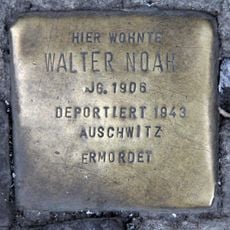 HIER WOHNTE
WALTER NOAH
JG. 1906
DEPORTIERT 1943
AUSCHWITZ
ERMORDET